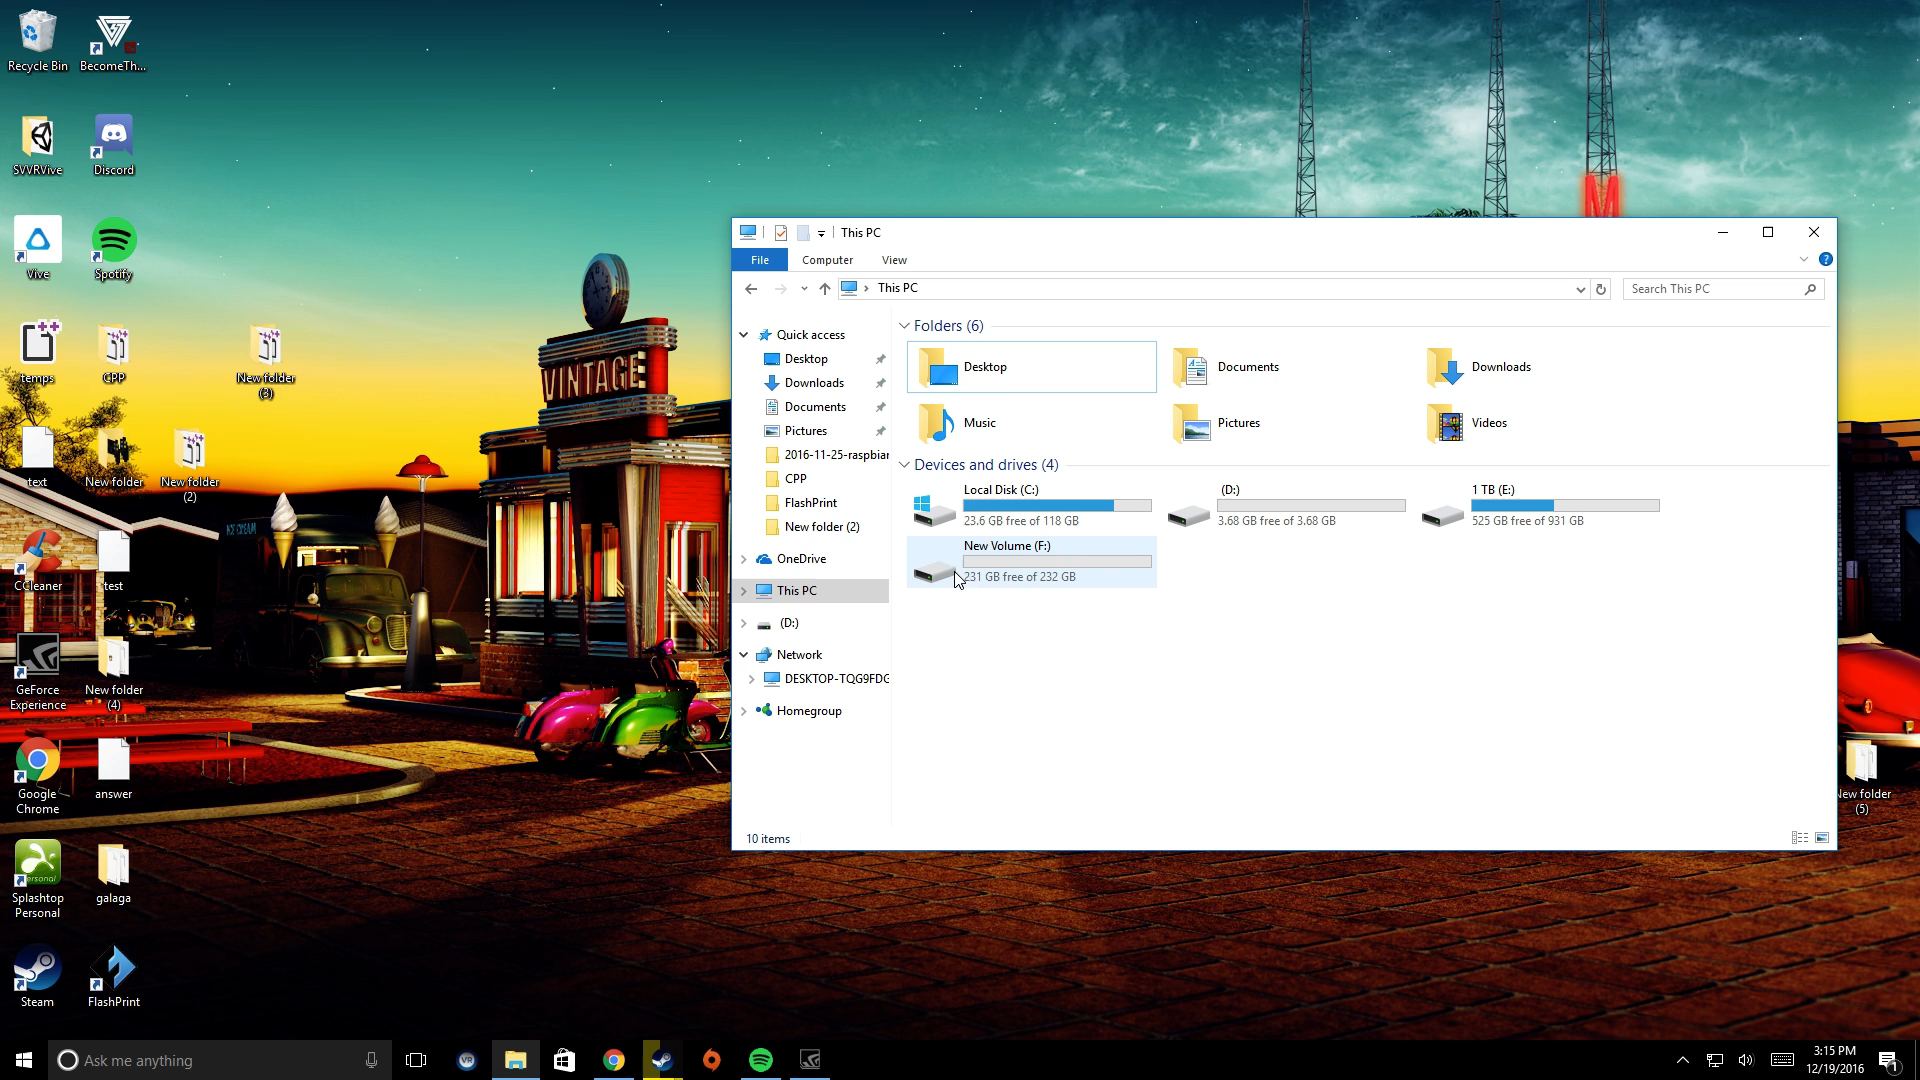 Recycle Bin
BecomeTh...
SVVRVive
Discord
Vive
Spotify
temps
CPP
New folder
(3)
text
New folder
New folder
(2)
CCleaner
test
GeForce
Experience
New folder
(4)
Google
Chrome
answer
Splashtop
Personal
galaga
Steam
FlashPrint
New folder
(5)
VINTAGE
ICE CREAM
M
This PC
File
Computer
View
This PC
Search This PC
Quick access
Desktop
Downloads
Documents
Pictures
2016-11-25-raspbian
CPP
FlashPrint
New folder (2)
OneDrive
This PC
(D:)
Network
DESKTOP-TQG9FDG
Homegroup
Folders (6)
Desktop
Documents
Downloads
Music
Pictures
Videos
Devices and drives (4)
Local Disk (C:)
23.6 GB free of 118 GB
(D:)
3.68 GB free of 3.68 GB
1 TB (E:)
525 GB free of 931 GB
New Volume (F:)
231 GB free of 232 GB
10 items
Ask me anything
VR
3:15 PM
12/19/2016
1